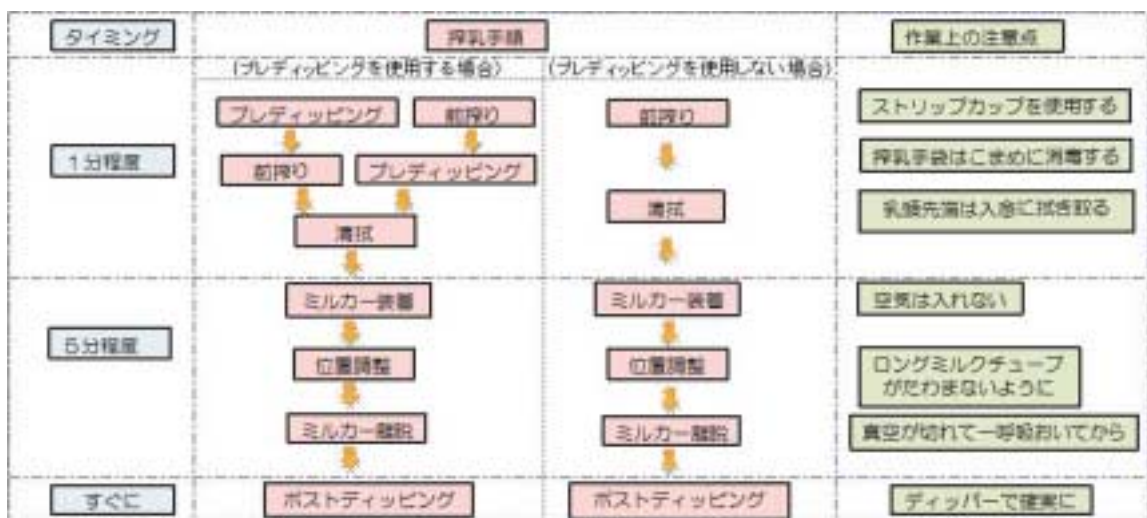 タイミング
搾乳手順
作業上の注意点
(プレディッピングを使用する場合)
(プレディッピングを使用しない場合)
1分程度
プレディッピング
前搾り
前搾り
プレディッピング
清拭
前搾り
清拭
ストリップカップを使用する
搾乳手袋はこまめに消毒する
乳頭先端は入念に拭き取る
5分程度
ミルカー装着
位置調整
ミルカー離脱
ミルカー装着
位置調整
ミルカー離脱
空気は入れない
ロングミルクチューブ
がたわまないように
真空が切れて一呼吸おいてから
すぐに
ポストディッピング
ポストディッピング
ディッパーで確実に